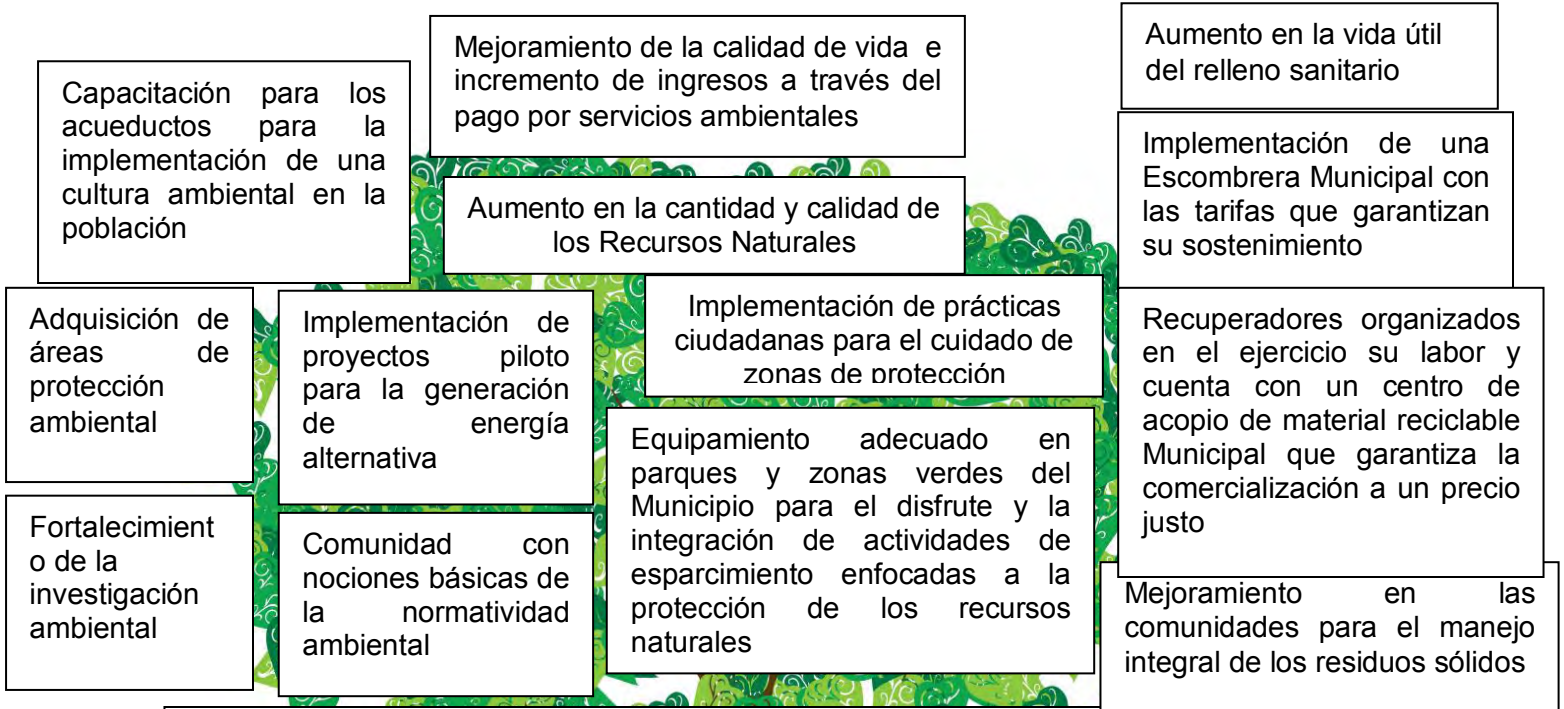 Mejoramiento de la calidad de vida e
incremento de ingresos a través del
pago por servicios ambientales
Aumento en la vida útil
del relleno sanitario
Capacitación para los
acueductos para la
implementación de una
cultura ambiental en la
población
Aumento en la cantidad y calidad de
los Recursos Naturales
Implementación de una
Escombrera Municipal con
las tarifas que garantizan
su sostenimiento
Adquisición de
áreas de
protección
ambiental
Implementación de
proyectos piloto
para la generación
de energía
alternativa
Implementación de prácticas
ciudadanas para el cuidado de
zonas de protección
Recuperadores organizados
en el ejercicio su labor y
cuenta con un centro de
acopio de material reciclable
Municipal que garantiza la
comercialización a un precio
justo
Fortalecimient
o de la
investigación
ambiental
Comunidad con
nociones básicas de
la normatividad
ambiental
Equipamiento adecuado en
parques y zonas verdes del
Municipio para el disfrute y la
integración de actividades de
esparcimiento enfocadas a la
protección de los recursos
naturales
Mejoramiento en las
comunidades para el manejo
integral de los residuos sólidos